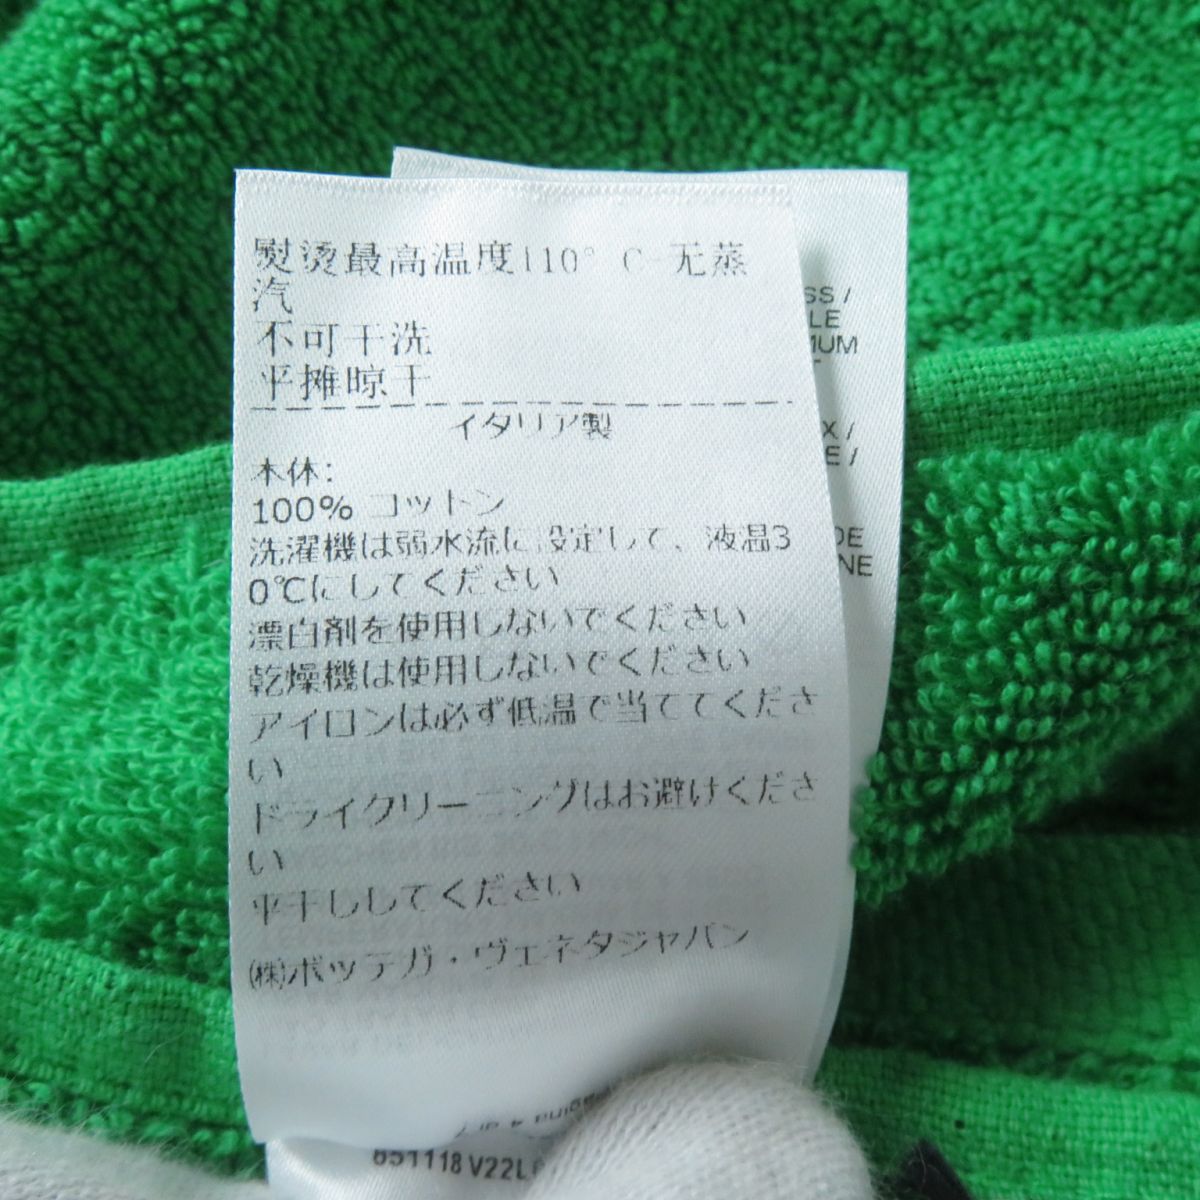 熨烫最高温度110° C-无蒸
汽
不可干洗
平摊晾干
イタリア製
本体:
100% コットン
洗濯機は弱水流に設定して、液温3
0℃にしてください
漂白剤を使用しないでください
乾燥機は使用しないでください
アイロンは必ず低温で当ててくださ
い
ドライクリーニングはお避けくださ
い
平干ししてください
㈱ボッテガ・ヴェネタジャパン
SS /
LE
MUM
X /
E /
DE
NE
651118 V22L